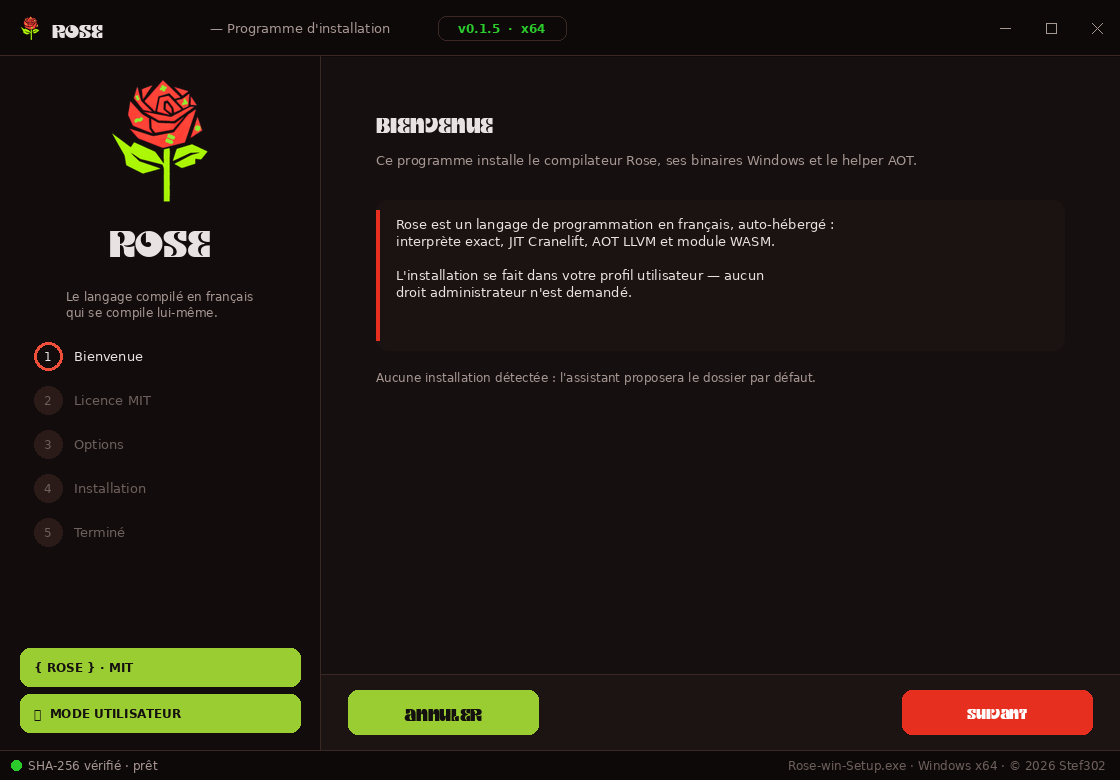 ROSE
— Programme d'installation
v0.1.5 · x64
ROSE
Le langage compilé en français
qui se compile lui-même.
1 Bienvenue
2 Licence MIT
3 Options
4 Installation
5 Terminé
{ ROSE } · MIT
MODE UTILISATEUR
BIENVENUE
Ce programme installe le compilateur Rose, ses binaires Windows et le helper AOT.
Rose est un langage de programmation en français, auto-hébergé :
interprète exact, JIT Cranelift, AOT LLVM et module WASM.
L'installation se fait dans votre profil utilisateur — aucun
droit administrateur n'est demandé.
Aucune installation détectée : l'assistant proposera le dossier par défaut.
ANNULER
SUIVANT
SHA-256 vérifié · prêt
Rose-win-Setup.exe · Windows x64 · © 2026 Stef302